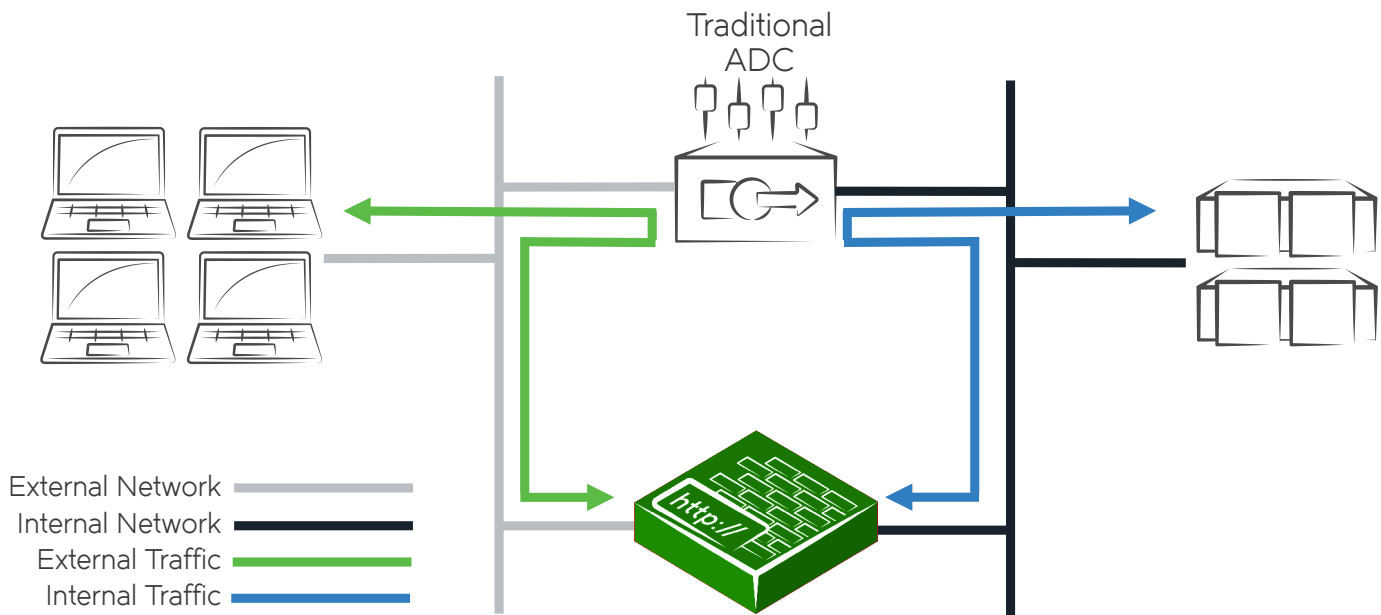 Traditional
ADC
http://
External Network
Internal Network
External Traffic
Internal Traffic